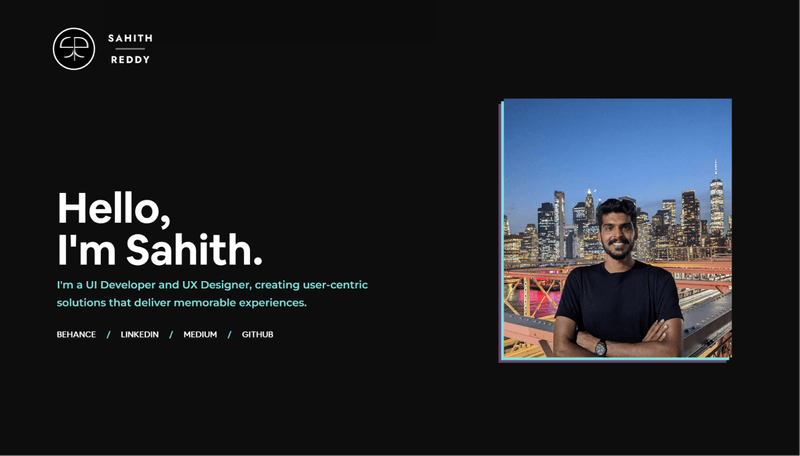 SAHITH
REDDY
Hello,
I'm Sahith.
I'm a UI Developer and UX Designer, creating user-centric
solutions that deliver memorable experiences.
BEHANCE / LINKEDIN / MEDIUM / GITHUB